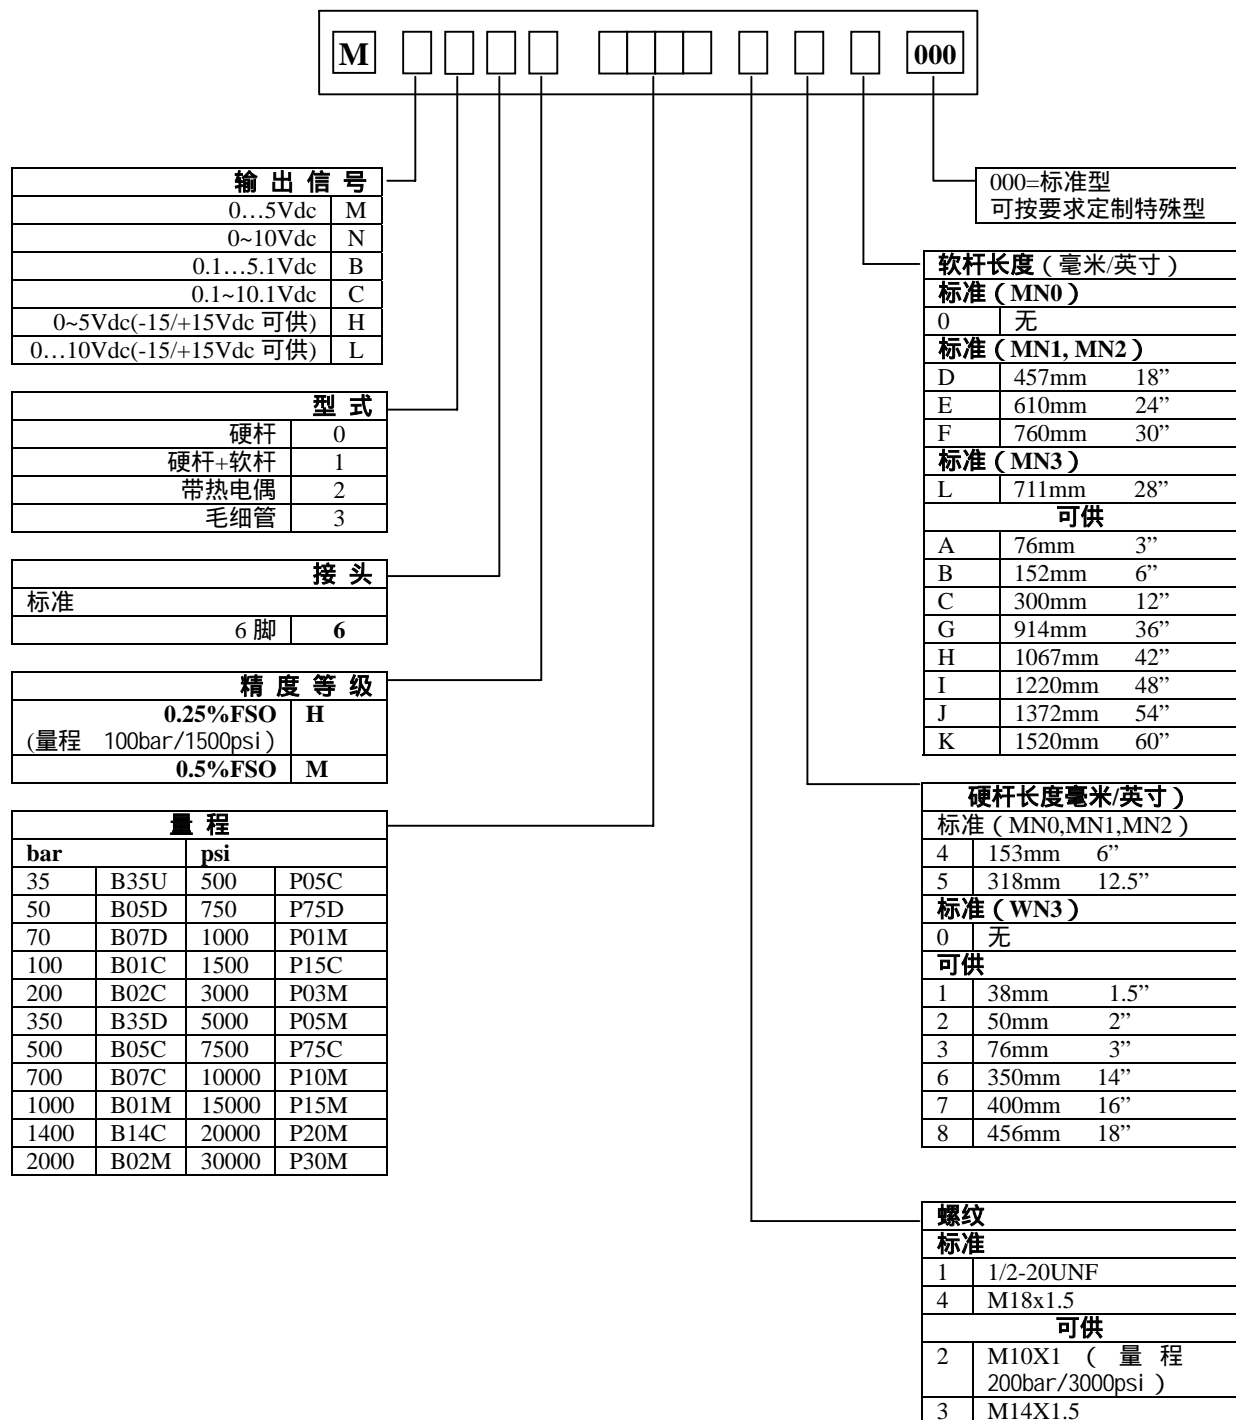 M 000
输 出 信 号
0…5Vdc M
0~10Vdc N
0.1…5.1Vdc B
0.1~10.1Vdc C
0~5Vdc(-15/+15Vdc 可供) H
0…10Vdc(-15/+15Vdc 可供) L
型 式
硬杆 0
硬杆+软杆 1
带热电偶 2
毛细管 3
接 头
标准
6 脚 6
精 度 等 级
0.25%FSO H
(量程 100bar/1500psi)
0.5%FSO M
量 程
bar psi
35 B35U 500 P05C
50 B05D 750 P75D
70 B07D 1000 P01M
100 B01C 1500 P15C
200 B02C 3000 P03M
350 B35D 5000 P05M
500 B05C 7500 P75C
700 B07C 10000 P10M
1000 B01M 15000 P15M
1400 B14C 20000 P20M
2000 B02M 30000 P30M
000=标准型
可按要求定制特殊型
软杆长度（毫米/英寸）
标准（MN0）
0 无
标准（MN1, MN2）
D 457mm 18”
E 610mm 24”
F 760mm 30”
标准（MN3）
L 711mm 28”
可供
A 76mm 3”
B 152mm 6”
C 300mm 12”
G 914mm 36”
H 1067mm 42”
I 1220mm 48”
J 1372mm 54”
K 1520mm 60”
硬杆长度毫米/英寸）
标准（MN0,MN1,MN2）
4 153mm 6”
5 318mm 12.5”
标准（WN3）
0 无
可供
1 38mm 1.5”
2 50mm 2”
3 76mm 3”
6 350mm 14”
7 400mm 16”
8 456mm 18”
螺纹
标准
1 1/2-20UNF
4 M18x1.5
可供
2 M10X1 （ 量 程
200bar/3000psi ）
3 M14X1.5